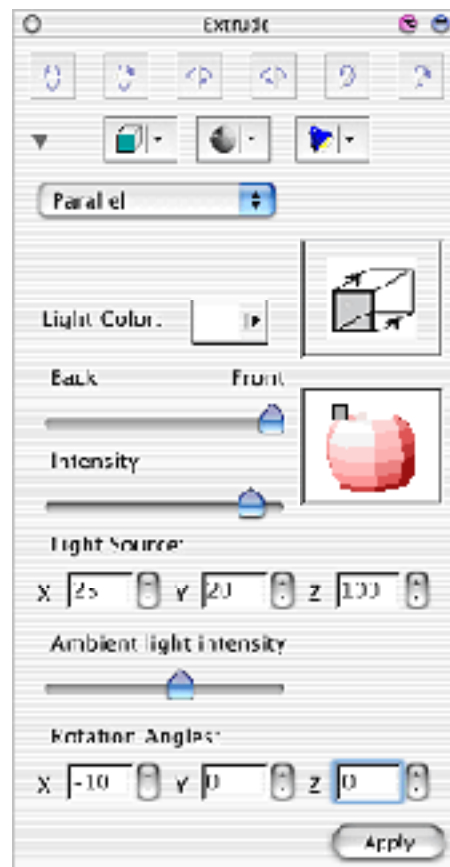 Extrude
Parallel
Light Color:
Back Front
Intensity
Light Source:
X 25 Y 20 Z 100
Ambient light intensity
Rotation Angles:
X -10 Y 0 Z 0
Apply